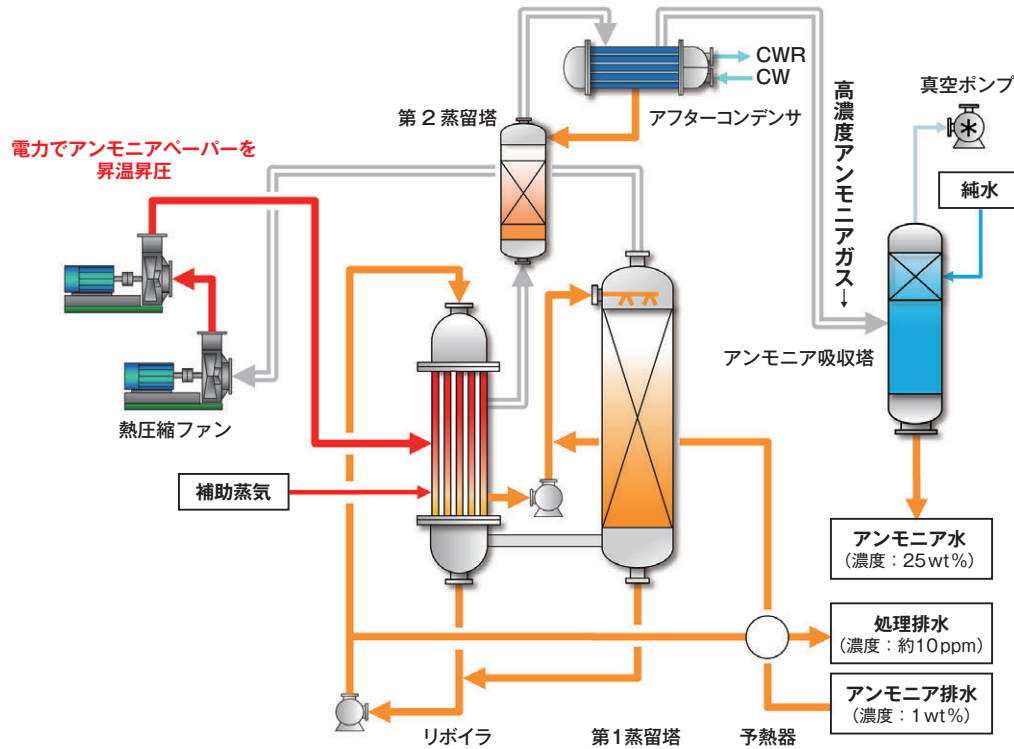 CWR
CW
アフターコンデンサ
第2蒸留塔
真空ポンプ
電力でアンモニアペーパーを
昇温昇圧
高濃度アンモニアガス→
純水
アンモニア吸収塔
熱圧縮ファン
補助蒸気
アンモニア水
(濃度:25wt%)
処理排水
(濃度:約10ppm)
アンモニア排水
(濃度:1wt%)
リボイラ
第1蒸留塔
予熱器